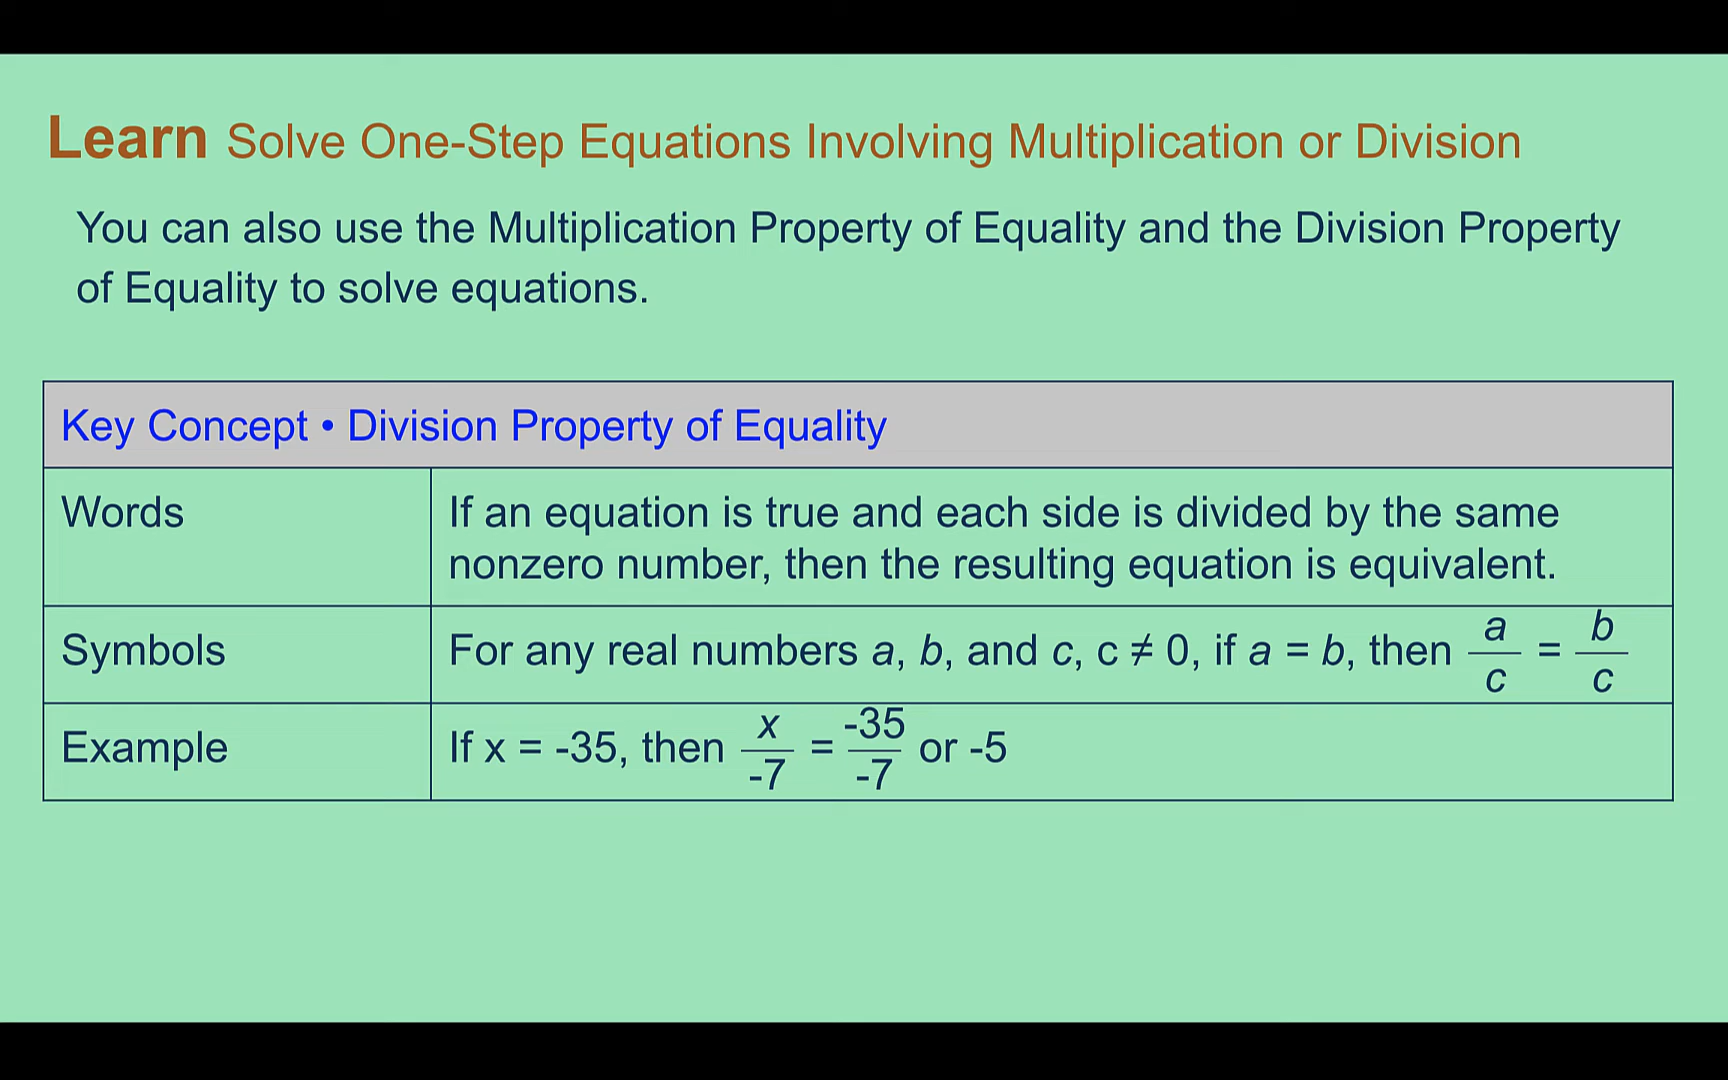 Learn Solve One-Step Equations Involving Multiplication or Division
You can also use the Multiplication Property of Equality and the Division Property
of Equality to solve equations.
Key Concept • Division Property of Equality
Words
If an equation is true and each side is divided by the same
nonzero number, then the resulting equation is equivalent.
Symbols
For any real numbers a, b, and c, c ≠ 0, if a = b, then a/c = b/c
Example
If x = -35, then x/-7 = -35/-7 or -5